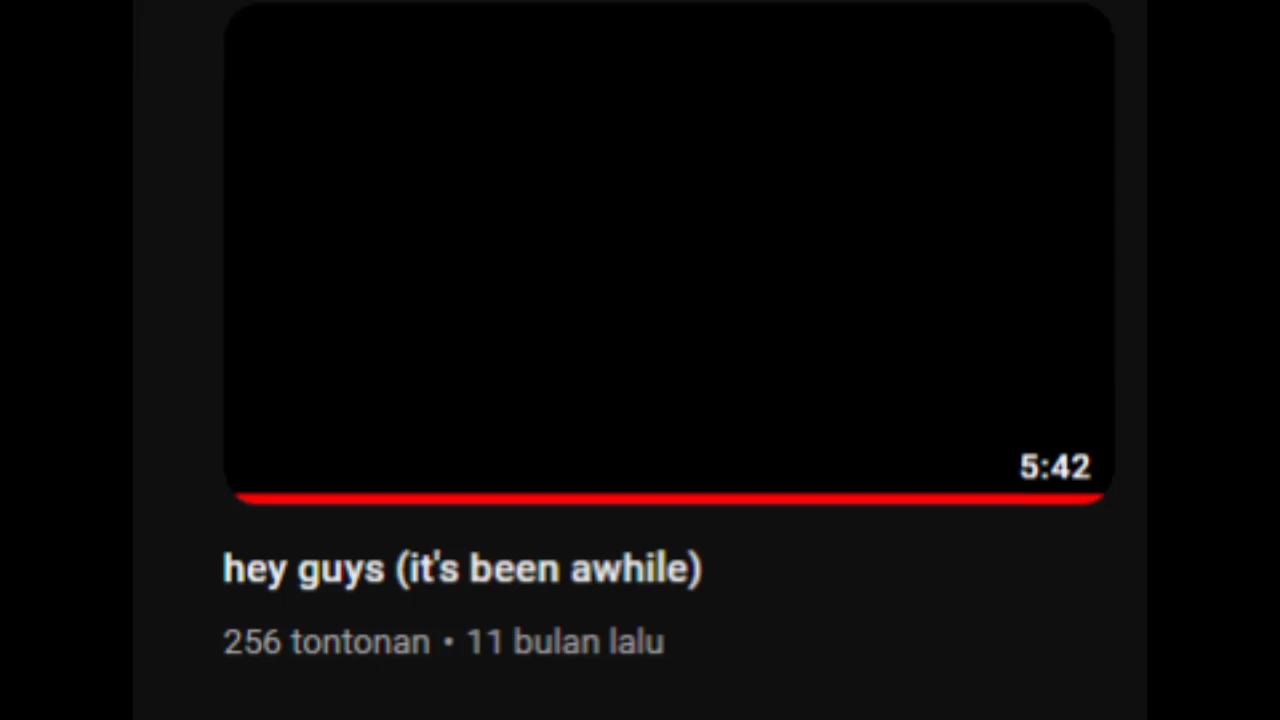 5:42
hey guys (it's been awhile)
256 tontonan • 11 bulan lalu